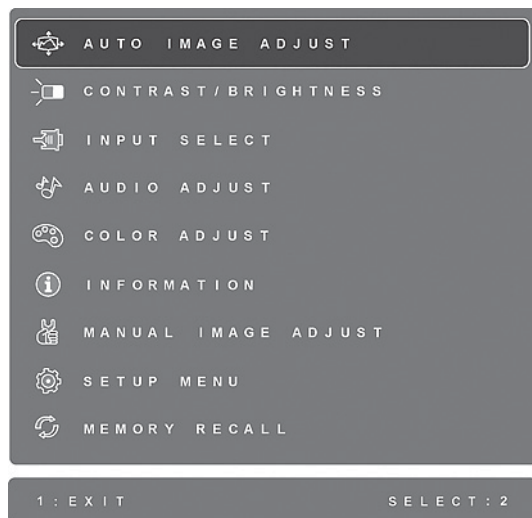 AUTO IMAGE ADJUST
CONTRAST/BRIGHTNESS
INPUT SELECT
AUDIO ADJUST
COLOR ADJUST
INFORMATION
MANUAL IMAGE ADJUST
SETUP MENU
MEMORY RECALL
1:EXIT SELECT:2